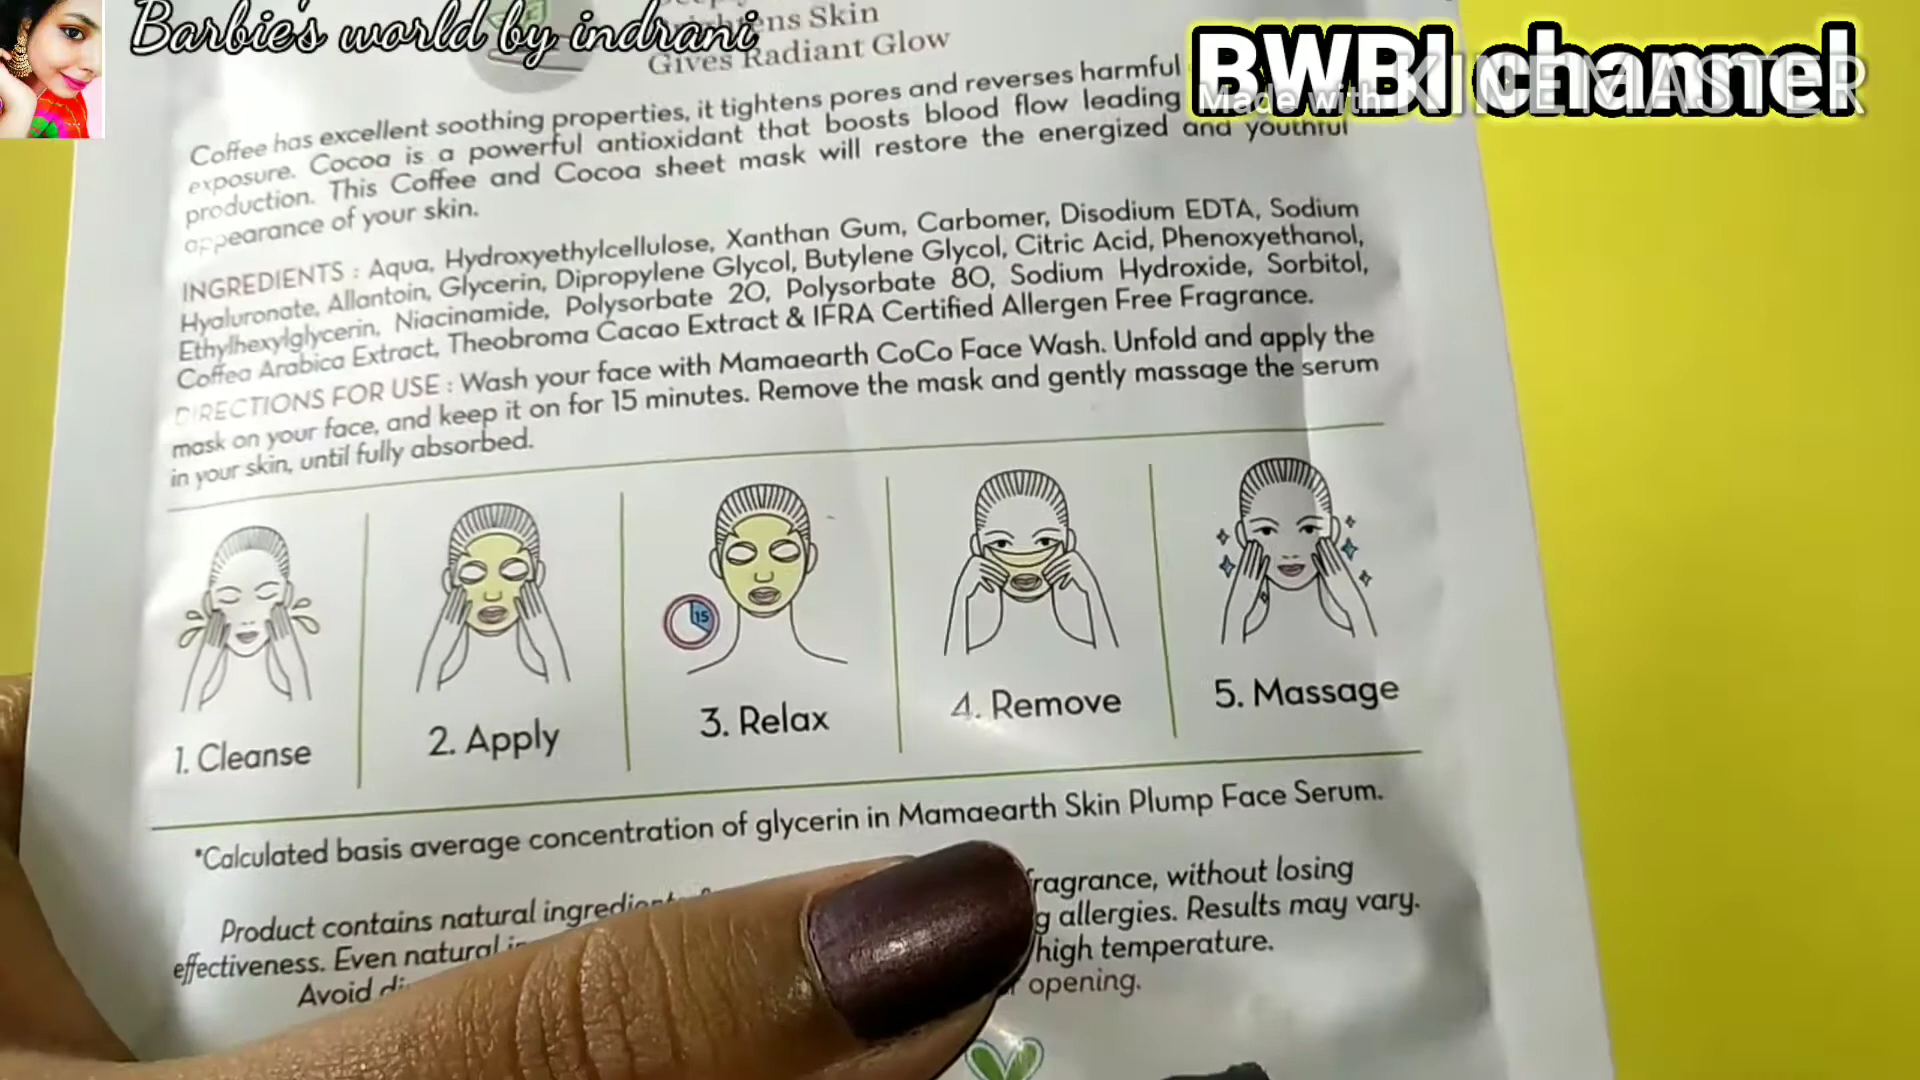 Barbie's world by indrani
BWBI channel
Made with KINEMASTER
Skin
Gives Radiant Glow
Coffee has excellent soothing properties, it tightens pores and reverses harmful
exposure. Cocoa is a powerful antioxidant that boosts blood flow leading
production. This Coffee and Cocoa sheet mask will restore the energized and youthful
appearance of your skin.
INGREDIENTS : Aqua, Hydroxyethylcellulose, Xanthan Gum, Carbomer, Disodium EDTA, Sodium
Hyaluronate, Allantoin, Glycerin, Dipropylene Glycol, Butylene Glycol, Citric Acid, Phenoxyethanol,
Ethylhexylglycerin, Niacinamide, Polysorbate 20, Polysorbate 80, Sodium Hydroxide, Sorbitol,
Coffea Arabica Extract, Theobroma Cacao Extract & IFRA Certified Allergen Free Fragrance.
DIRECTIONS FOR USE : Wash your face with Mamaearth CoCo Face Wash. Unfold and apply the
mask on your face, and keep it on for 15 minutes. Remove the mask and gently massage the serum
in your skin, until fully absorbed.
15
1. Cleanse
2. Apply
3. Relax
4. Remove
5. Massage
*Calculated basis average concentration of glycerin in Mamaearth Skin Plump Face Serum.
Product contains natural ingredient fragrance, without losing
effectiveness. Even natural allergies. Results may vary.
Avoid high temperature.
opening.